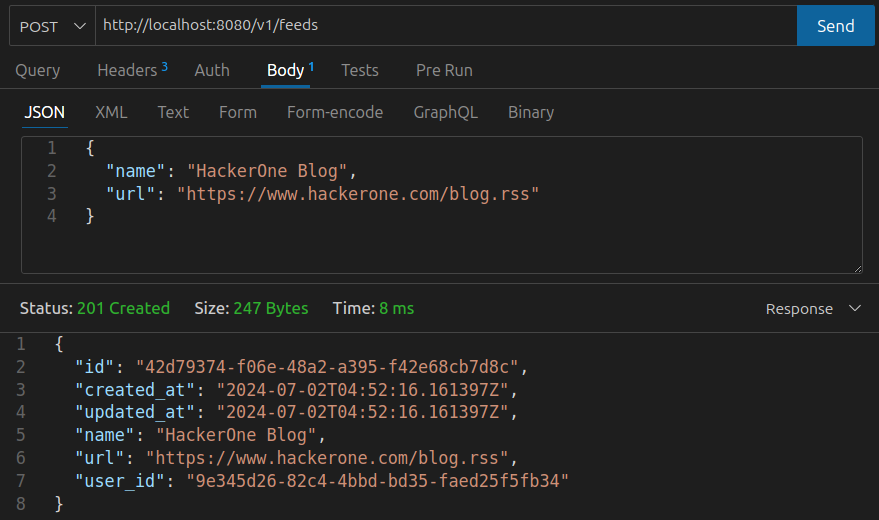 POST http://localhost:8080/v1/feeds Send
Query Headers 3 Auth Body 1 Tests Pre Run
JSON XML Text Form Form-encode GraphQL Binary
1 {
2 "name": "HackerOne Blog",
3 "url": "https://www.hackerone.com/blog.rss"
4 }
Status: 201 Created Size: 247 Bytes Time: 8 ms Response
1 {
2 "id": "42d79374-f06e-48a2-a395-f42e68cb7d8c",
3 "created_at": "2024-07-02T04:52:16.161397Z",
4 "updated_at": "2024-07-02T04:52:16.161397Z",
5 "name": "HackerOne Blog",
6 "url": "https://www.hackerone.com/blog.rss",
7 "user_id": "9e345d26-82c4-4bbd-bd35-faed25f5fb34"
8 }